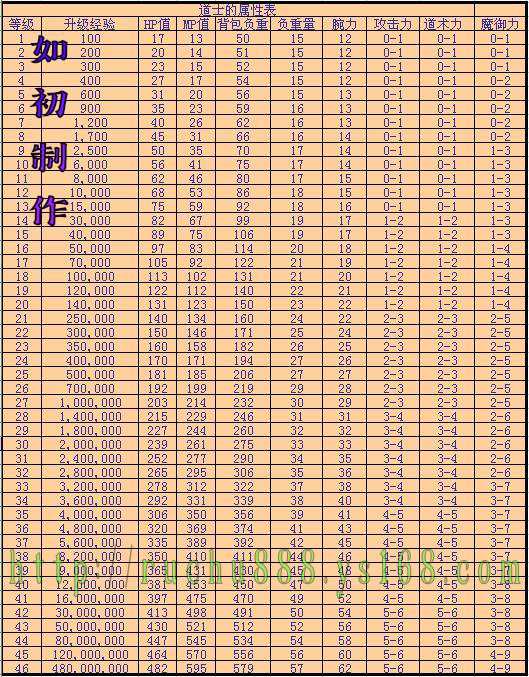 道士的属性表
等级 升级经验 HP值 MP值 背包负重 负重量 腕力 攻击力 道术力 魔御力
1 100 17 13 50 15 12 0-1 0-1 0-1
2 200 20 14 51 15 12 0-1 0-1 0-1
3 300 23 15 52 15 12 0-1 0-1 0-1
4 400 27 17 54 15 12 0-1 0-1 0-2
5 600 31 20 56 15 13 0-1 0-1 0-2
6 900 35 23 59 16 13 0-1 0-1 0-2
7 1,200 40 26 62 16 13 0-1 0-1 0-2
8 1,700 45 31 66 16 14 0-1 0-1 0-2
9 2,500 50 35 70 17 14 0-1 0-1 1-3
10 6,000 56 41 75 17 14 0-1 0-1 1-3
11 8,000 62 46 80 17 15 0-1 0-1 1-3
12 10,000 68 53 86 18 15 0-1 0-1 1-3
13 15,000 75 59 92 18 16 0-1 0-1 1-3
14 30,000 82 67 99 19 17 1-2 1-2 1-3
15 40,000 89 75 106 19 17 1-2 1-2 1-4
16 50,000 97 83 114 20 18 1-2 1-2 1-4
17 70,000 105 92 122 21 19 1-2 1-2 1-4
18 100,000 113 102 131 21 20 1-2 1-2 1-4
19 120,000 122 112 140 22 21 1-2 1-2 1-4
20 140,000 131 123 150 23 22 1-2 1-2 1-4
21 250,000 140 134 160 24 22 2-3 2-3 2-5
22 300,000 150 146 171 25 24 2-3 2-3 2-5
23 350,000 160 158 182 26 25 2-3 2-3 2-5
24 400,000 170 171 194 27 26 2-3 2-3 2-5
25 500,000 181 185 206 27 27 2-3 2-3 2-5
26 700,000 192 199 219 29 28 2-3 2-3 2-5
27 1,000,000 203 214 232 30 29 2-3 2-3 2-6
28 1,400,000 215 229 246 31 31 3-4 3-4 2-6
29 1,800,000 227 244 260 32 32 3-4 3-4 2-6
30 2,000,000 239 261 275 33 33 3-4 3-4 2-6
31 2,400,000 252 277 290 34 35 3-4 3-4 2-6
32 2,800,000 265 295 306 35 36 3-4 3-4 2-6
33 3,200,000 278 312 322 37 38 3-4 3-4 3-7
34 3,600,000 292 331 339 38 40 3-4 3-4 3-7
35 4,000,000 306 350 356 39 41 4-5 4-5 3-7
36 4,800,000 320 369 374 41 43 4-5 4-5 3-7
37 5,600,000 335 389 392 42 45 4-5 4-5 3-7
38 8,200,000 350 410 411 44 46 4-5 4-5 3-7
39 9,000,000 365 431 430 45 48 4-5 4-5 3-8
40 12,000,000 381 453 450 47 50 4-5 4-5 3-8
41 16,000,000 397 475 470 49 52 4-5 4-5 3-8
42 30,000,000 413 498 491 50 54 5-6 5-6 3-8
43 50,000,000 430 521 512 52 56 5-6 5-6 3-8
44 80,000,000 447 545 534 54 58 5-6 5-6 3-8
45 120,000,000 464 570 556 56 60 5-6 5-6 4-9
46 480,000,000 482 595 579 57 62 5-6 5-6 4-9
如
初
制
作
http://ruchu888.ys168.com